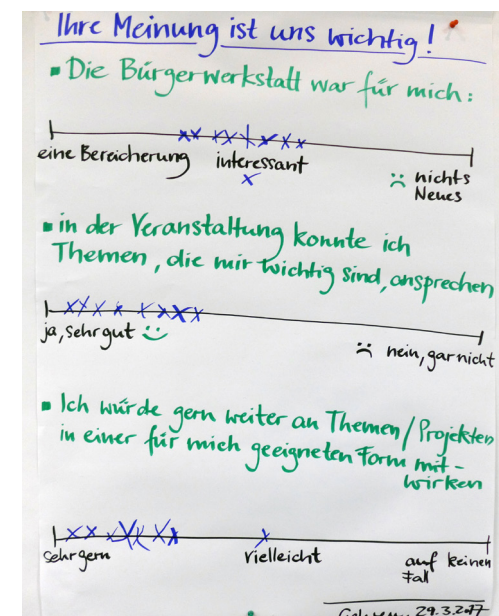 Ihre Meinung ist uns wichtig!
▪ Die Bürgerwerkstatt war für mich:
eine Bereicherung interessant nichts
Neues
▪ in der Veranstaltung konnte ich
Themen, die mir wichtig sind, ansprechen
ja, sehr gut nein, gar nicht
▪ Ich würde gern weiter an Themen/Projekten
in einer für mich geeigneten Form mit-
wirken
sehr gern vielleicht auf keinen
Fall
29.3.2017